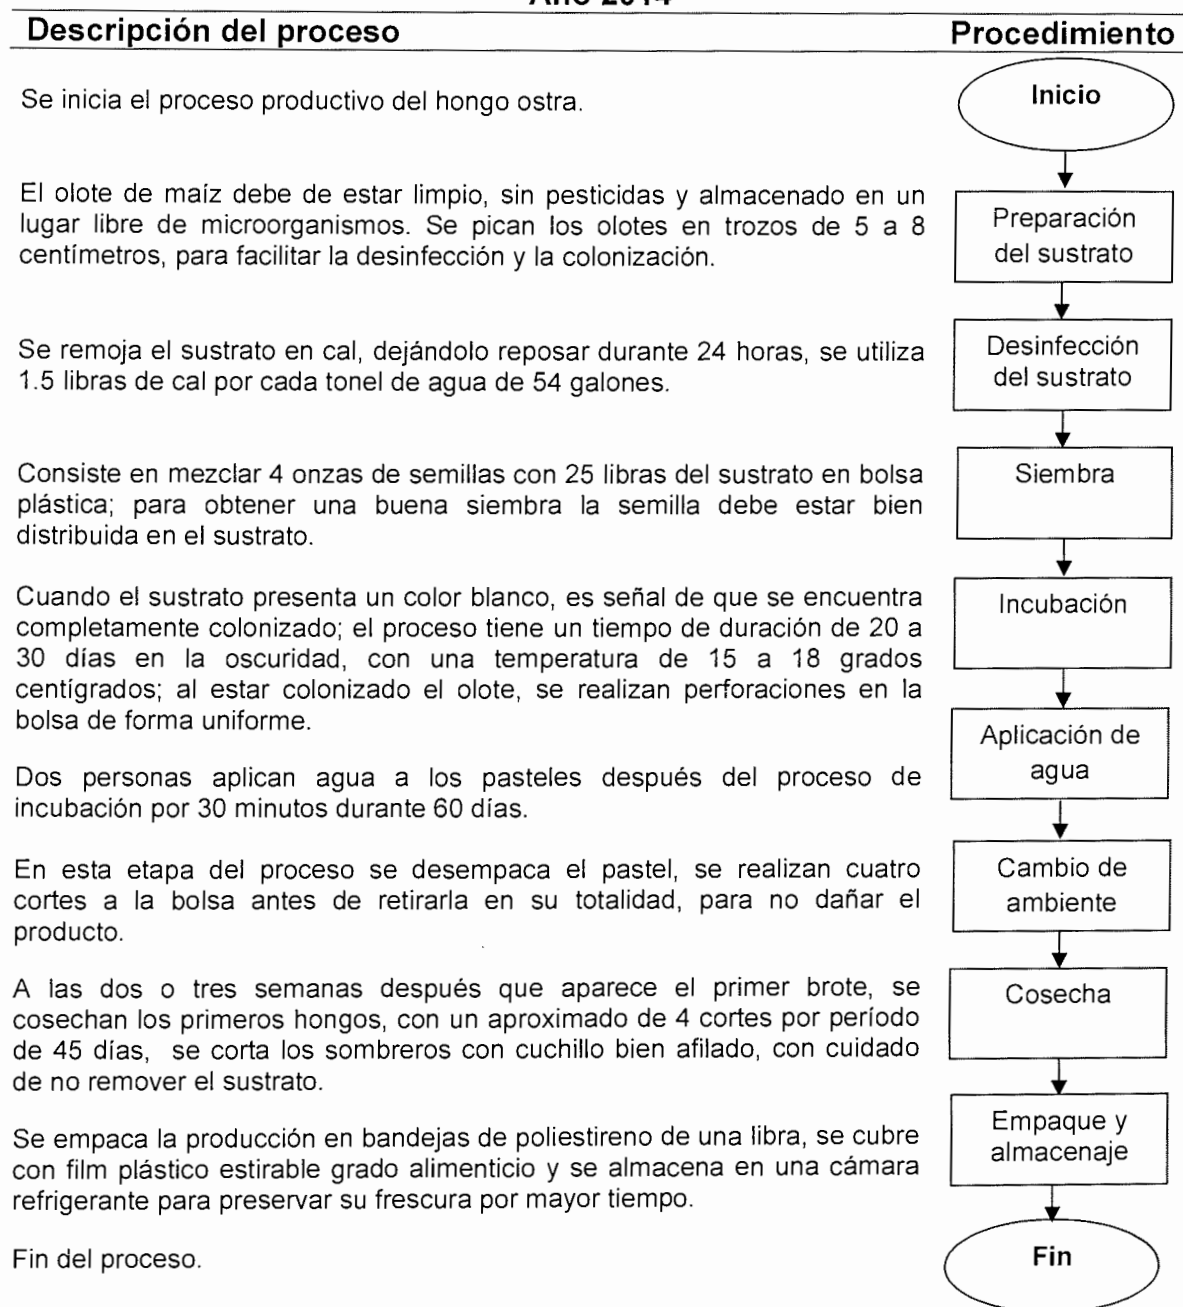 Año 2014
Descripción del proceso
Procedimiento
Se inicia el proceso productivo del hongo ostra.
Inicio
El olote de maíz debe de estar limpio, sin pesticidas y almacenado en un
lugar libre de microorganismos. Se pican los olotes en trozos de 5 a 8
centímetros, para facilitar la desinfección y la colonización.
Preparación
del sustrato
Se remoja el sustrato en cal, dejándolo reposar durante 24 horas, se utiliza
1.5 libras de cal por cada tonel de agua de 54 galones.
Desinfección
del sustrato
Consiste en mezclar 4 onzas de semillas con 25 libras del sustrato en bolsa
plástica; para obtener una buena siembra la semilla debe estar bien
distribuida en el sustrato.
Siembra
Cuando el sustrato presenta un color blanco, es señal de que se encuentra
completamente colonizado; el proceso tiene un tiempo de duración de 20 a
30 días en la oscuridad, con una temperatura de 15 a 18 grados
centígrados; al estar colonizado el olote, se realizan perforaciones en la
bolsa de forma uniforme.
Incubación
Dos personas aplican agua a los pasteles después del proceso de
incubación por 30 minutos durante 60 días.
Aplicación de
agua
En esta etapa del proceso se desempaca el pastel, se realizan cuatro
cortes a la bolsa antes de retirarla en su totalidad, para no dañar el
producto.
Cambio de
ambiente
A las dos o tres semanas después que aparece el primer brote, se
cosechan los primeros hongos, con un aproximado de 4 cortes por período
de 45 días, se corta los sombreros con cuchillo bien afilado, con cuidado
de no remover el sustrato.
Cosecha
Se empaca la producción en bandejas de poliestireno de una libra, se cubre
con film plástico estirable grado alimenticio y se almacena en una cámara
refrigerante para preservar su frescura por mayor tiempo.
Empaque y
almacenaje
Fin del proceso.
Fin